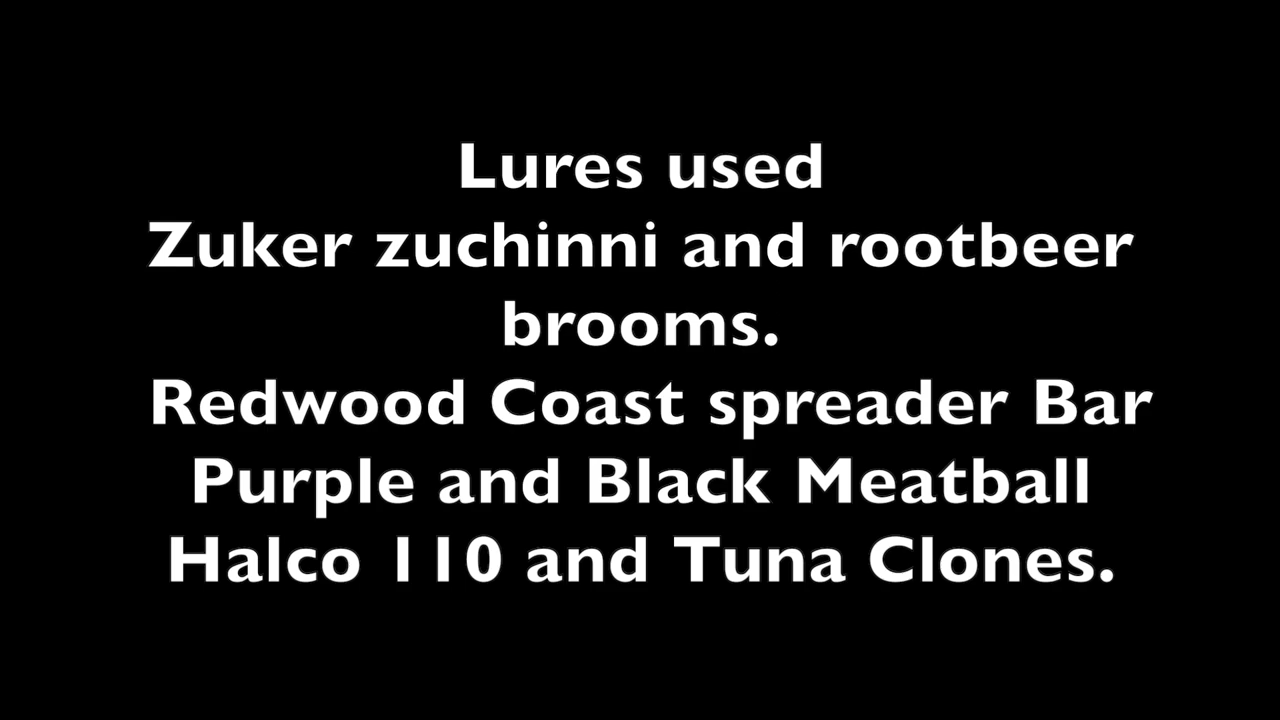 Lures used
Zuker zuchinni and rootbeer
brooms.
Redwood Coast spreader Bar
Purple and Black Meatball
Halco 110 and Tuna Clones.